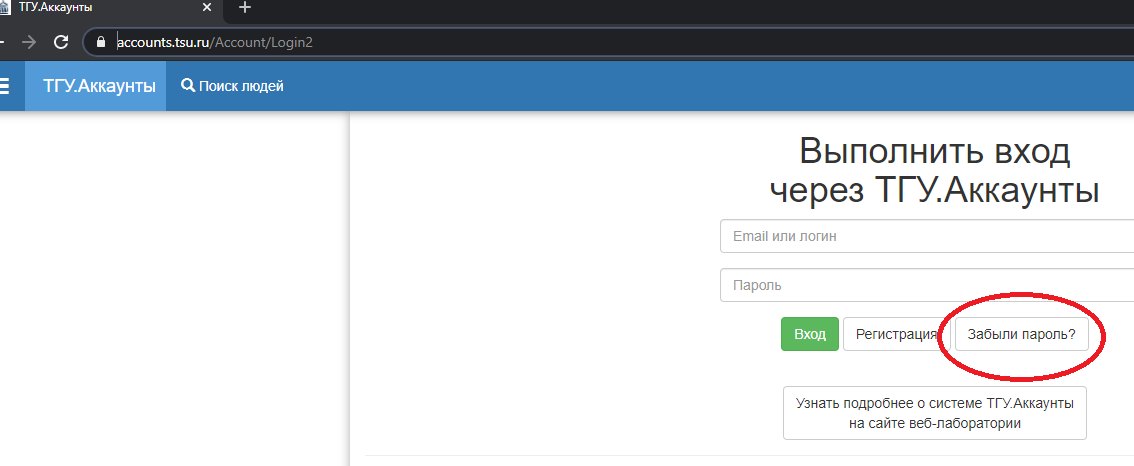 ТГУ.Аккаунты
accounts.tsu.ru/Account/Login2
ТГУ.Аккаунты
Поиск людей
Выполнить вход
через ТГУ.Аккаунты
Email или логин
Пароль
Вход Регистрация Забыли пароль?
Узнать подробнее о системе ТГУ.Аккаунты
на сайте веб-лаборатории